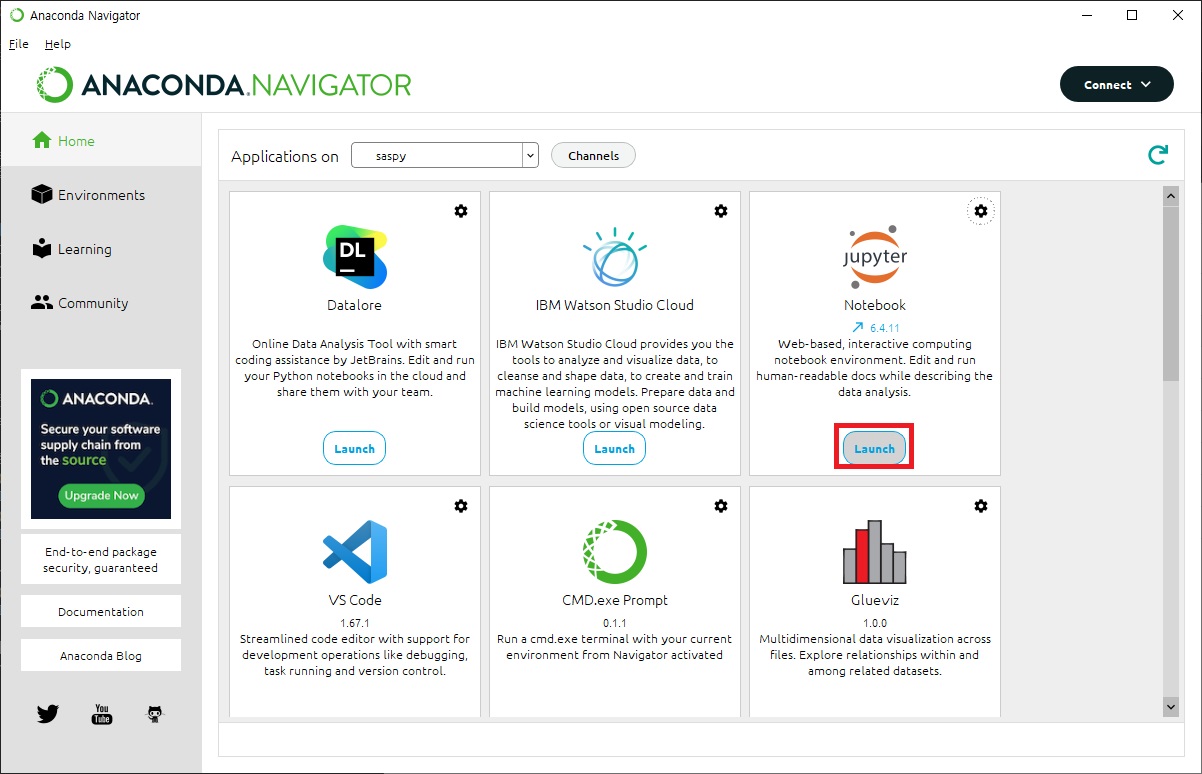 Anaconda Navigator
File Help
ANACONDA.NAVIGATOR
Connect
Home
Environments
Learning
Community
ANACONDA.
Secure your software
supply chain from
the source
Upgrade Now
End-to-end package
security, guaranteed
Documentation
Anaconda Blog
You
Tube
Applications on saspy Channels
DL
Datalore
Online Data Analysis Tool with smart
coding assistance by JetBrains. Edit and run
your Python notebooks in the cloud and
share them with your team.
Launch
IBM Watson Studio Cloud
IBM Watson Studio Cloud provides you the
tools to analyze and visualize data, to
cleanse and shape data, to create and train
machine learning models. Prepare data and
build models, using open source data
science tools or visual modeling.
Launch
jupyter
Notebook
6.4.11
Web-based, interactive computing
notebook environment. Edit and run
human-readable docs while describing the
data analysis.
Launch
VS Code
1.67.1
Streamlined code editor with support for
development operations like debugging,
task running and version control.
CMD.exe Prompt
0.1.1
Run a cmd.exe terminal with your current
environment from Navigator activated
Glueviz
1.0.0
Multidimensional data visualization across
files. Explore relationships within and
among related datasets.